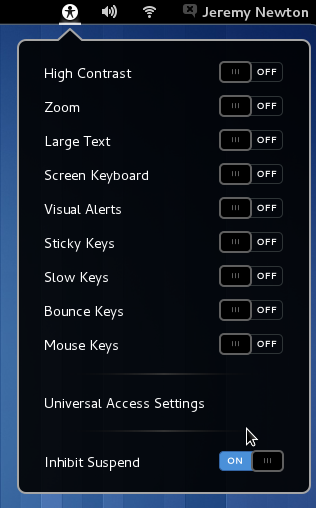 Jeremy Newton
High Contrast OFF
Zoom OFF
Large Text OFF
Screen Keyboard OFF
Visual Alerts OFF
Sticky Keys OFF
Slow Keys OFF
Bounce Keys OFF
Mouse Keys OFF
Universal Access Settings
Inhibit Suspend ON